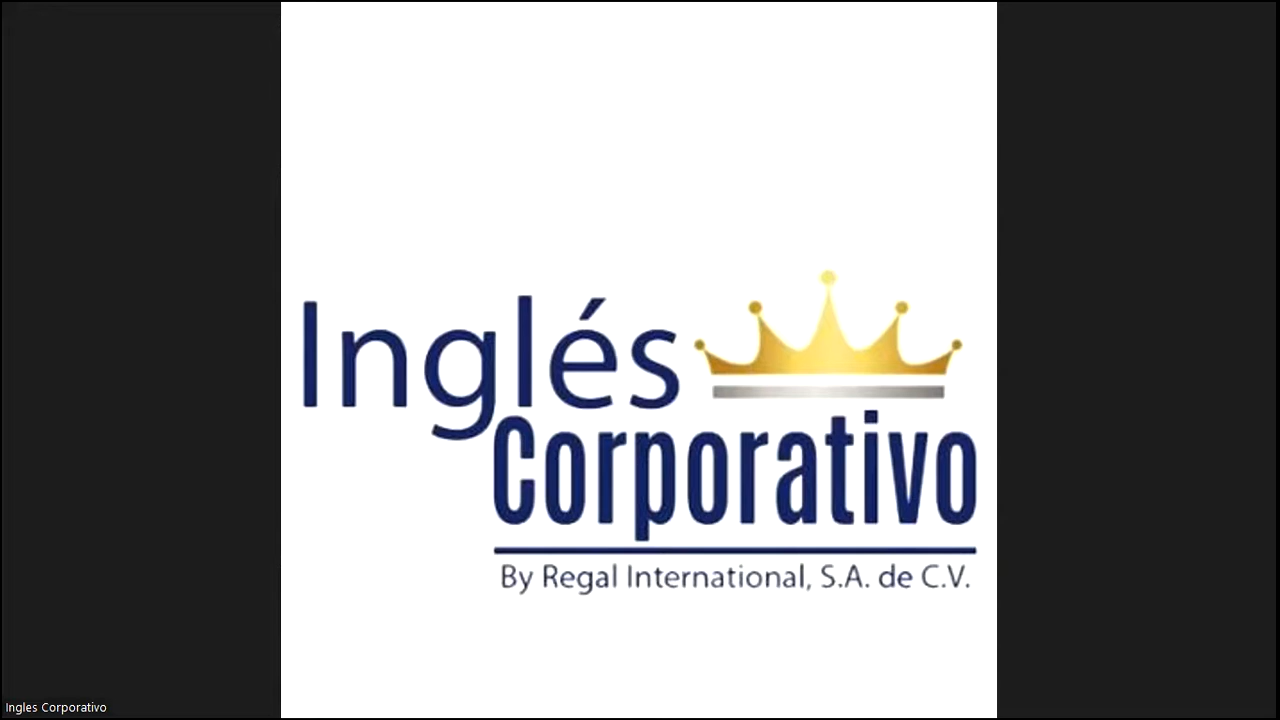 Inglés
Corporativo
By Regal International, S.A. de C.V.
Ingles Corporativo